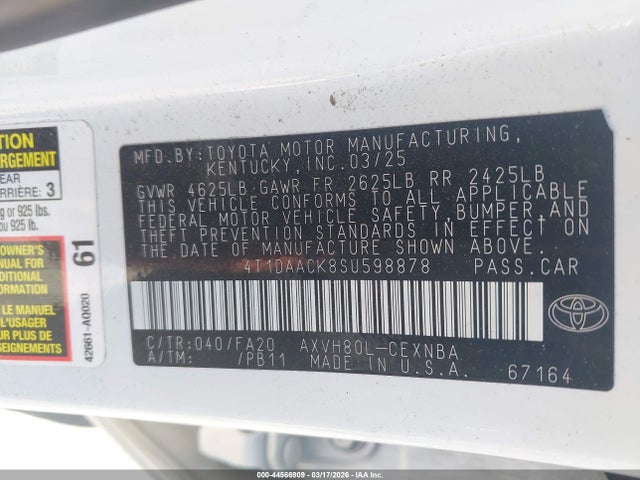 TION
RGEMENT
EAR
RRIÈRE: 3
g or 925 lbs.
u 925 lb.
OWNER'S
NUAL FOR
DITIONAL
ORMATION
LE MANUEL
L'USAGER
UR PLUS DE
SEIGNEMENTS
61
42661-A0020
MFD.BY: TOYOTA MOTOR MANUFACTURING,
KENTUCKY, INC. 03/25
GVWR 4625LB GAWR FR 2625LB RR 2425LB
THIS VEHICLE CONFORMS TO ALL APPLICABLE
FEDERAL MOTOR VEHICLE SAFETY, BUMPER, AND
THEFT PREVENTION STANDARDS IN EFFECT ON
THE DATE OF MANUFACTURE SHOWN ABOVE.
4T1DAACK8SU598878 PASS.CAR
C/TR: 040/FA20 AXVH80L-CEXNBA
A/TM: /PB11 MADE IN U.S.A.
67164
IAA-44566909 | 03/17/2026 | © IAA, INC.